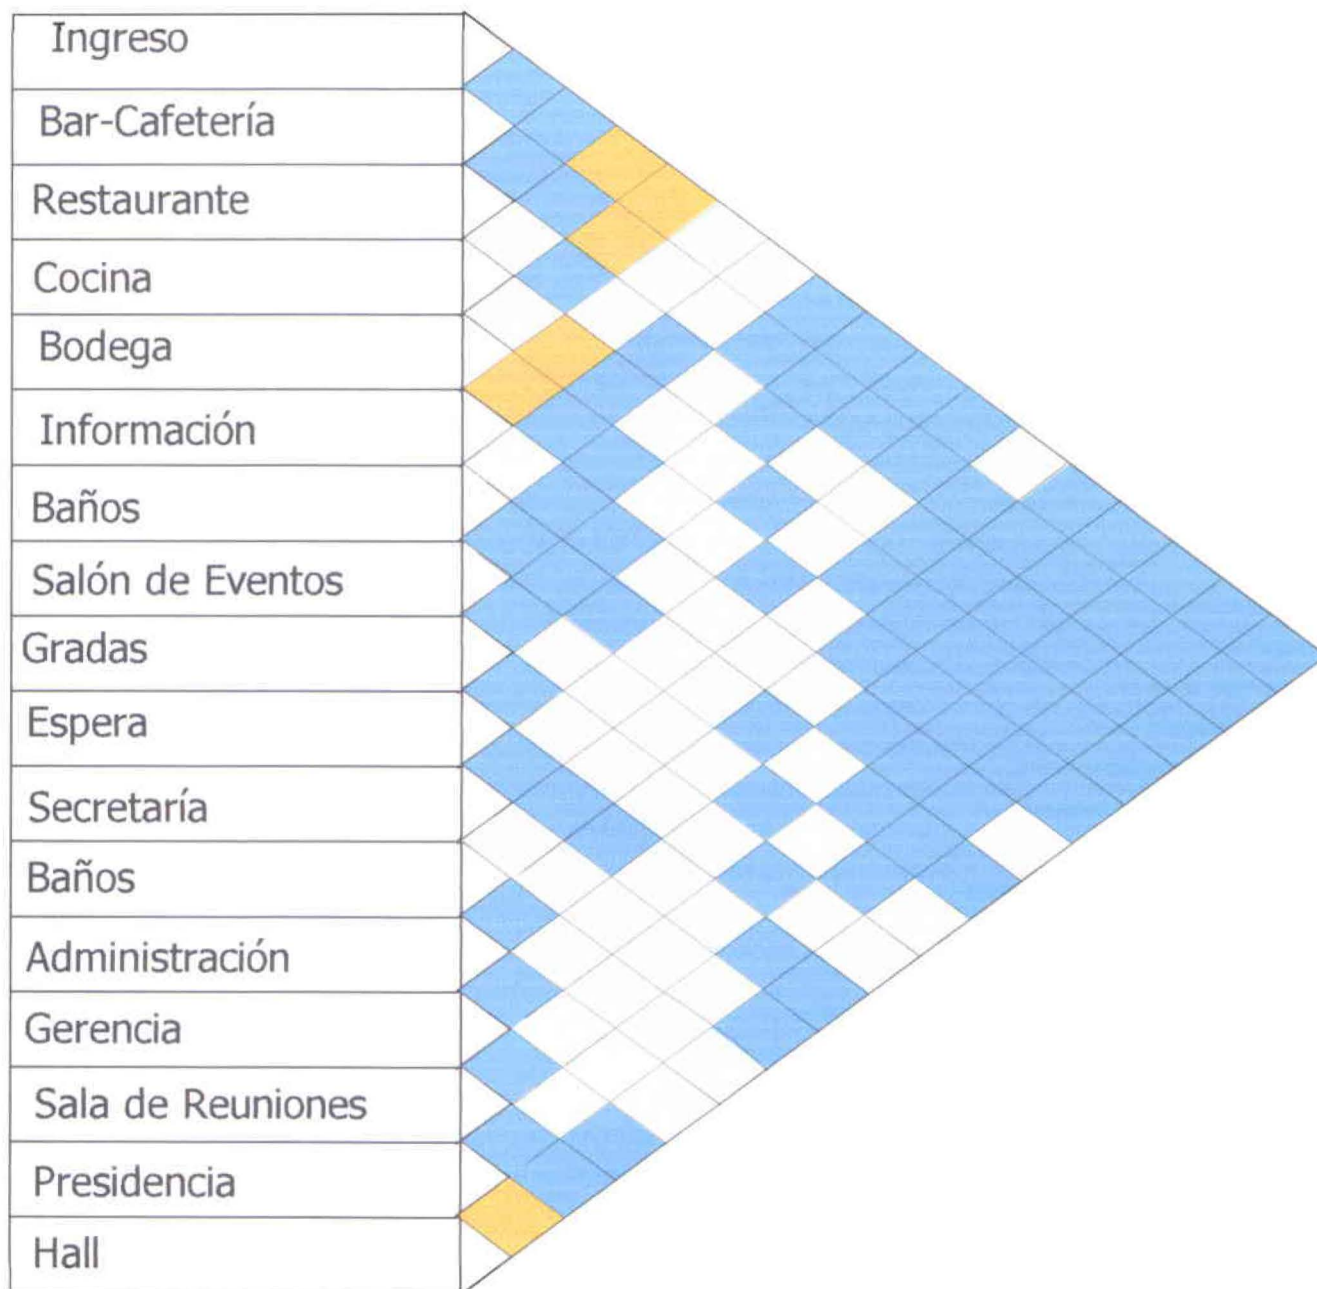 Ingreso
Bar-Cafetería
Restaurante
Cocina
Bodega
Información
Baños
Salón de Eventos
Gradas
Espera
Secretaría
Baños
Administración
Gerencia
Sala de Reuniones
Presidencia
Hall